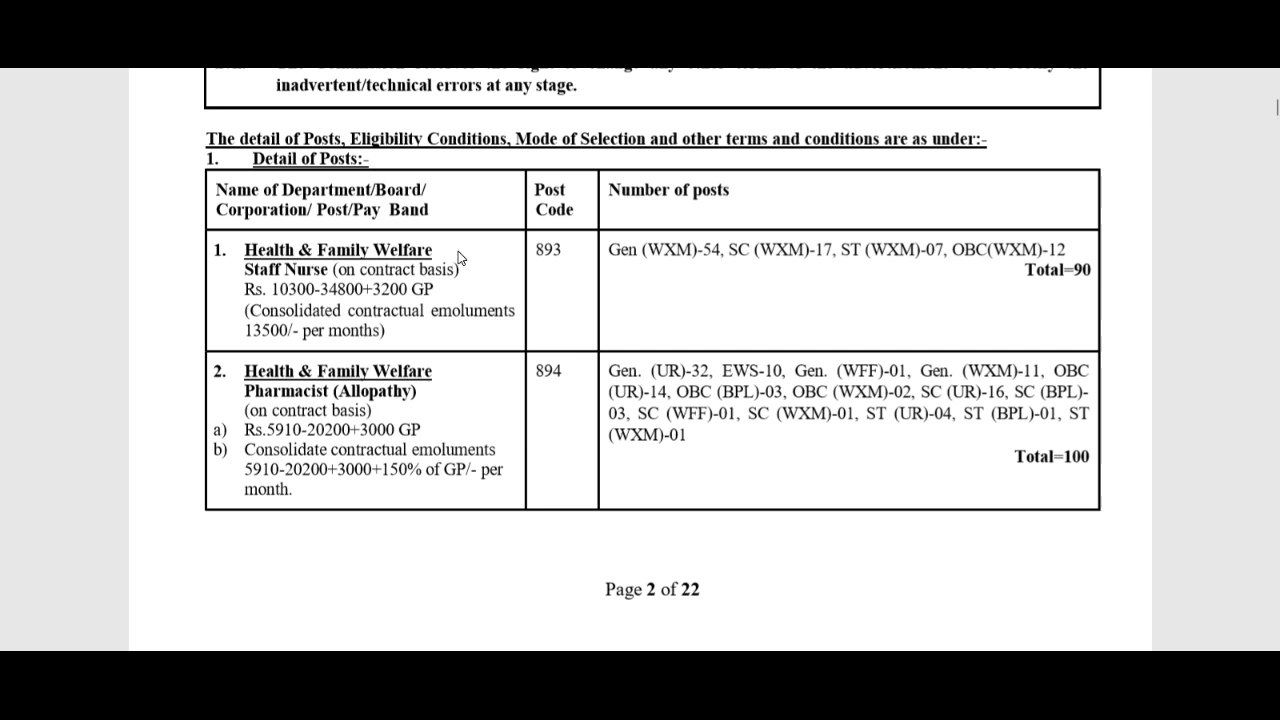 inadvertent/technical errors at any stage.
The detail of Posts, Eligibility Conditions, Mode of Selection and other terms and conditions are as under:-
1. Detail of Posts:-
Name of Department/Board/
Corporation/ Post/Pay Band
Post
Code
Number of posts
1. Health & Family Welfare
Staff Nurse (on contract basis)
Rs. 10300-34800+3200 GP
(Consolidated contractual emoluments
13500/- per months)
893
Gen (WXM)-54, SC (WXM)-17, ST (WXM)-07, OBC(WXM)-12
Total=90
2. Health & Family Welfare
Pharmacist (Allopathy)
(on contract basis)
a) Rs.5910-20200+3000 GP
b) Consolidate contractual emoluments
5910-20200+3000+150% of GP/- per
month.
894
Gen. (UR)-32, EWS-10, Gen. (WFF)-01, Gen. (WXM)-11, OBC
(UR)-14, OBC (BPL)-03, OBC (WXM)-02, SC (UR)-16, SC (BPL)-
03, SC (WFF)-01, SC (WXM)-01, ST (UR)-04, ST (BPL)-01, ST
(WXM)-01
Total=100
Page 2 of 22